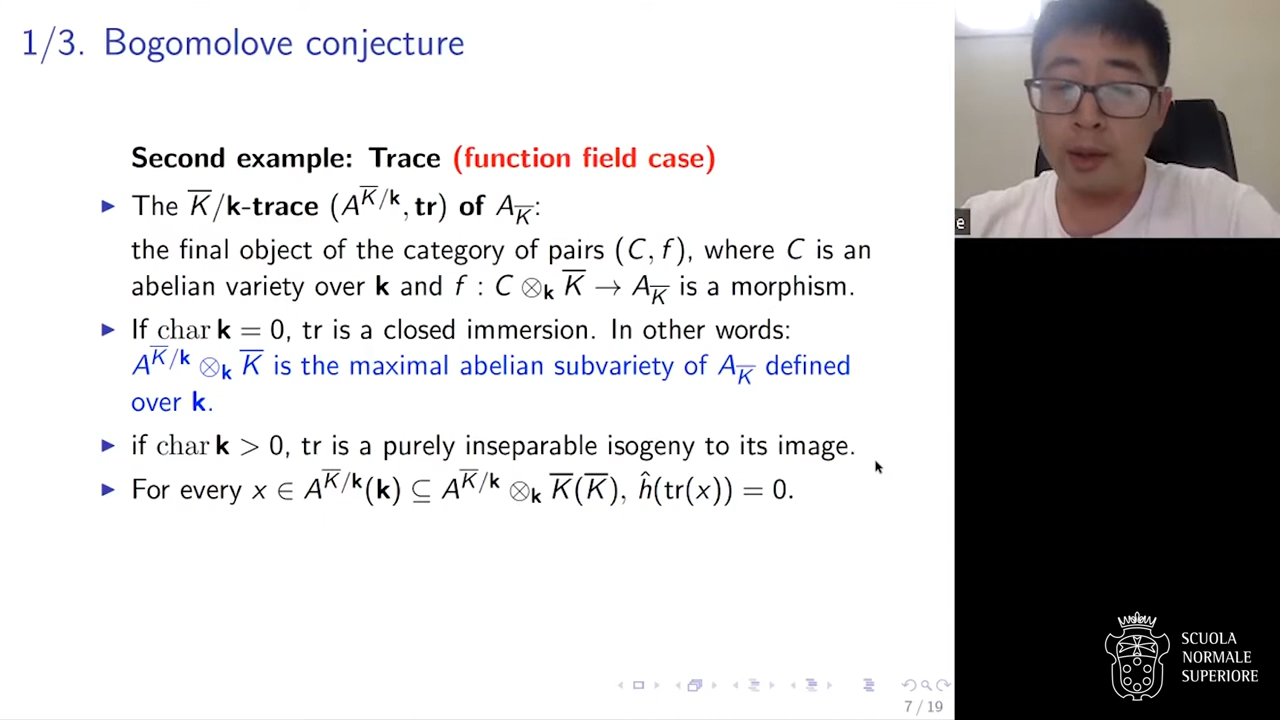 1/3. Bogomolove conjecture
Second example: Trace (function field case)
▶ The K̅/k-trace (A^{K̅/k}, tr) of A_{K̅}:
the final object of the category of pairs (C, f), where C is an
abelian variety over k and f : C ⊗_k K̅ → A_{K̅} is a morphism.
▶ If char k = 0, tr is a closed immersion. In other words:
A^{K̅/k} ⊗_k K̅ is the maximal abelian subvariety of A_{K̅} defined
over k.
▶ if char k > 0, tr is a purely inseparable isogeny to its image.
▶ For every x ∈ A^{K̅/k}(k) ⊆ A^{K̅/k} ⊗_k K̅(K̅), ĥ(tr(x)) = 0.
7 / 19
e
SCUOLA
NORMALE
SUPERIORE